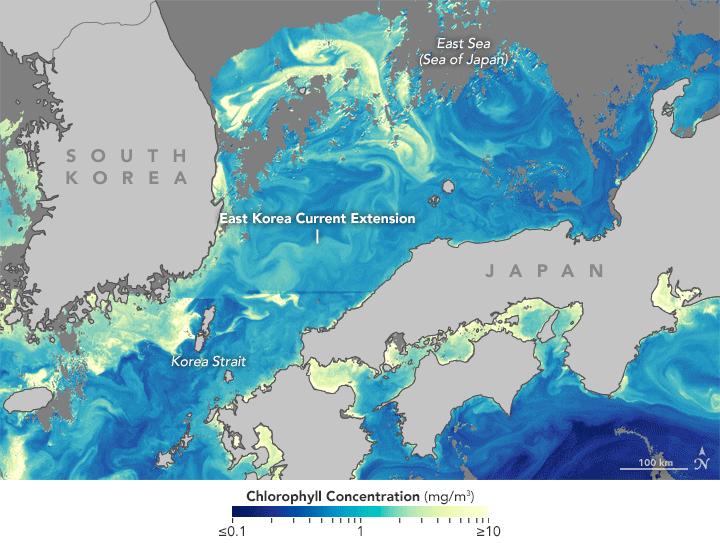 East Sea
(Sea of Japan)
SOUTH
KOREA
East Korea Current Extension
JAPAN
Korea Strait
100 km
N
Chlorophyll Concentration (mg/m³)
≤0.1 1 ≥10